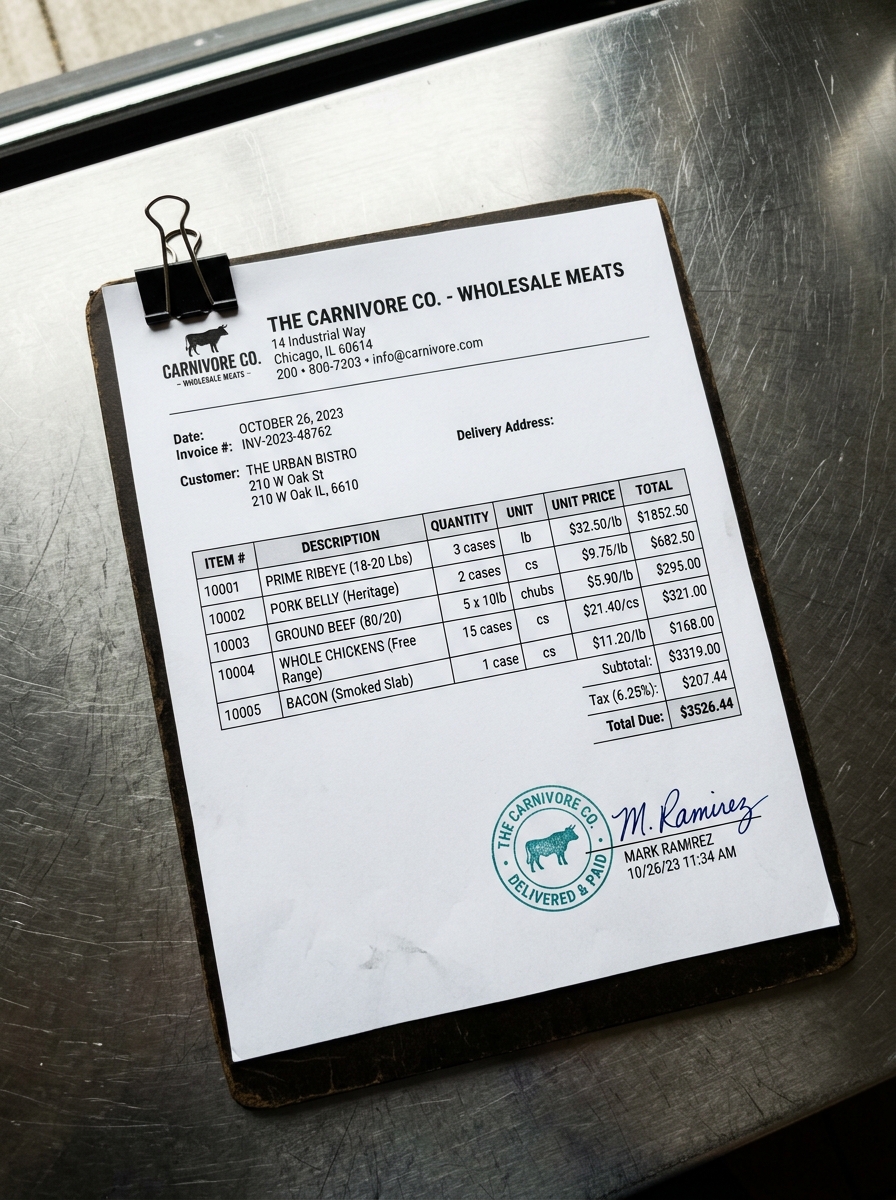 THE CARNIVORE CO. - WHOLESALE MEATS
14 Industrial Way
Chicago, IL 60614
200 • 800-7203 • info@carnivore.com
CARNIVORE CO.
- WHOLESALE MEATS -
Date: OCTOBER 26, 2023
Invoice #: INV-2023-48762
Customer: THE URBAN BISTRO
210 W Oak St
210 W Oak IL, 6610
Delivery Address:
ITEM # DESCRIPTION QUANTITY UNIT UNIT PRICE TOTAL
10001 PRIME RIBEYE (18-20 Lbs) 3 cases lb $32.50/lb $1852.50
10002 PORK BELLY (Heritage) 2 cases cs $9.75/lb $682.50
10003 GROUND BEEF (80/20) 5 x 10lb chubs $5.90/lb $295.00
10004 WHOLE CHICKENS (Free 15 cases cs $21.40/cs $321.00
Range)
10005 BACON (Smoked Slab) 1 case cs $11.20/lb $168.00
Subtotal: $3319.00
Tax (6.25%): $207.44
Total Due: $3526.44
THE CARNIVORE CO.
DELIVERED & PAID
M. Ramirez
MARK RAMIREZ
10/26/23 11:34 AM